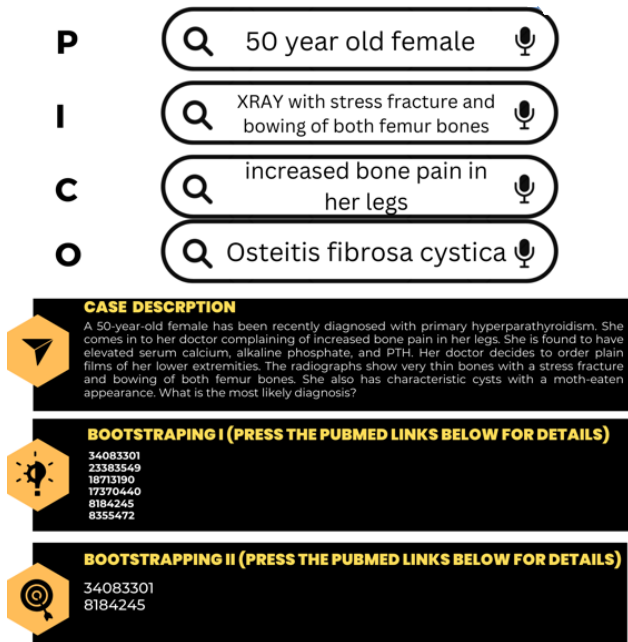 P
50 year old female
I
XRAY with stress fracture and
bowing of both femur bones
C
increased bone pain in
her legs
O
Osteitis fibrosa cystica
CASE DESCRPTION
A 50-year-old female has been recently diagnosed with primary hyperparathyroidism. She
comes in to her doctor complaining of increased bone pain in her legs. She is found to have
elevated serum calcium, alkaline phosphate, and PTH. Her doctor decides to order plain
films of her lower extremities. The radiographs show very thin bones with a stress fracture
and bowing of both femur bones. She also has characteristic cysts with a moth-eaten
appearance. What is the most likely diagnosis?
BOOTSTRAPING I (PRESS THE PUBMED LINKS BELOW FOR DETAILS)
34083301
23383549
18713190
17370440
8184245
8355472
BOOTSTRAPPING II (PRESS THE PUBMED LINKS BELOW FOR DETAILS)
34083301
8184245